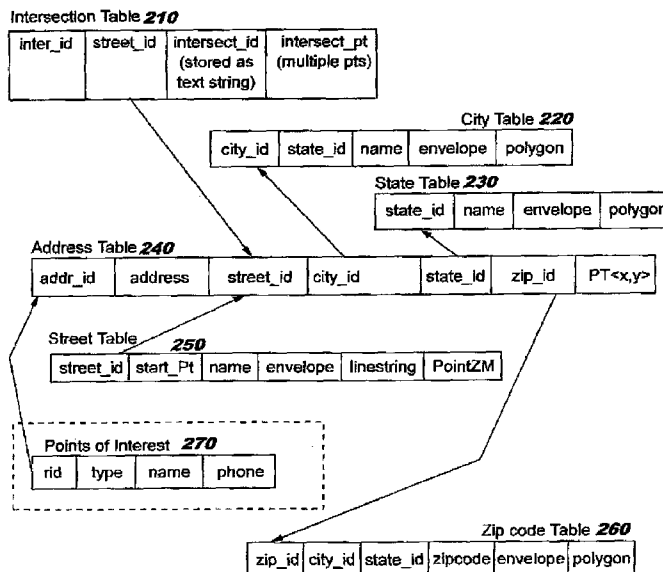 Intersection Table 210
inter_id street_id intersect_id intersect_pt
(stored as (multiple pts)
text string)
City Table 220
city_id state_id name envelope polygon
State Table 230
state_id name envelope polygon
Address Table 240
addr_id address street_id city_id state_id zip_id PT<x,y>
Street Table
250
street_id start_Pt name envelope linestring PointZM
Points of Interest 270
rid type name phone
Zip code Table 260
zip_id city_id state_id zipcode envelope polygon